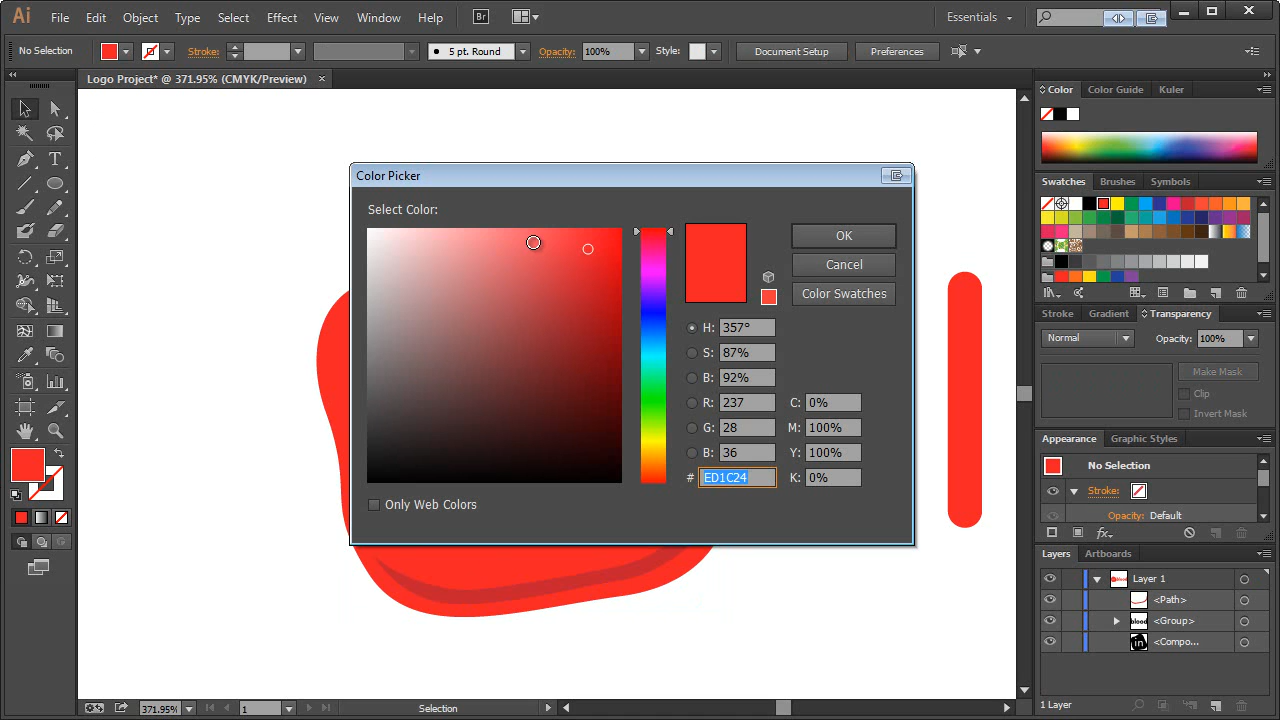 Ai File Edit Object Type Select Effect View Window Help Br Essentials
No Selection Stroke: 5 pt. Round Opacity: 100% Style: Document Setup Preferences
Logo Project* @ 371.95% (CMYK/Preview) ×
Color Color Guide Kuler
Swatches Brushes Symbols
Stroke Gradient Transparency
Normal Opacity: 100%
Make Mask
Clip
Invert Mask
Appearance Graphic Styles
No Selection
Stroke:
Opacity: Default
fx
Layers Artboards
Layer 1
<Path>
<Group>
<Compo...
1 Layer
Color Picker
Select Color:
OK
Cancel
Color Swatches
H: 357°
S: 87%
B: 92%
R: 237 C: 0%
G: 28 M: 100%
B: 36 Y: 100%
# ED1C24 K: 0%
Only Web Colors
371.95% 1 Selection